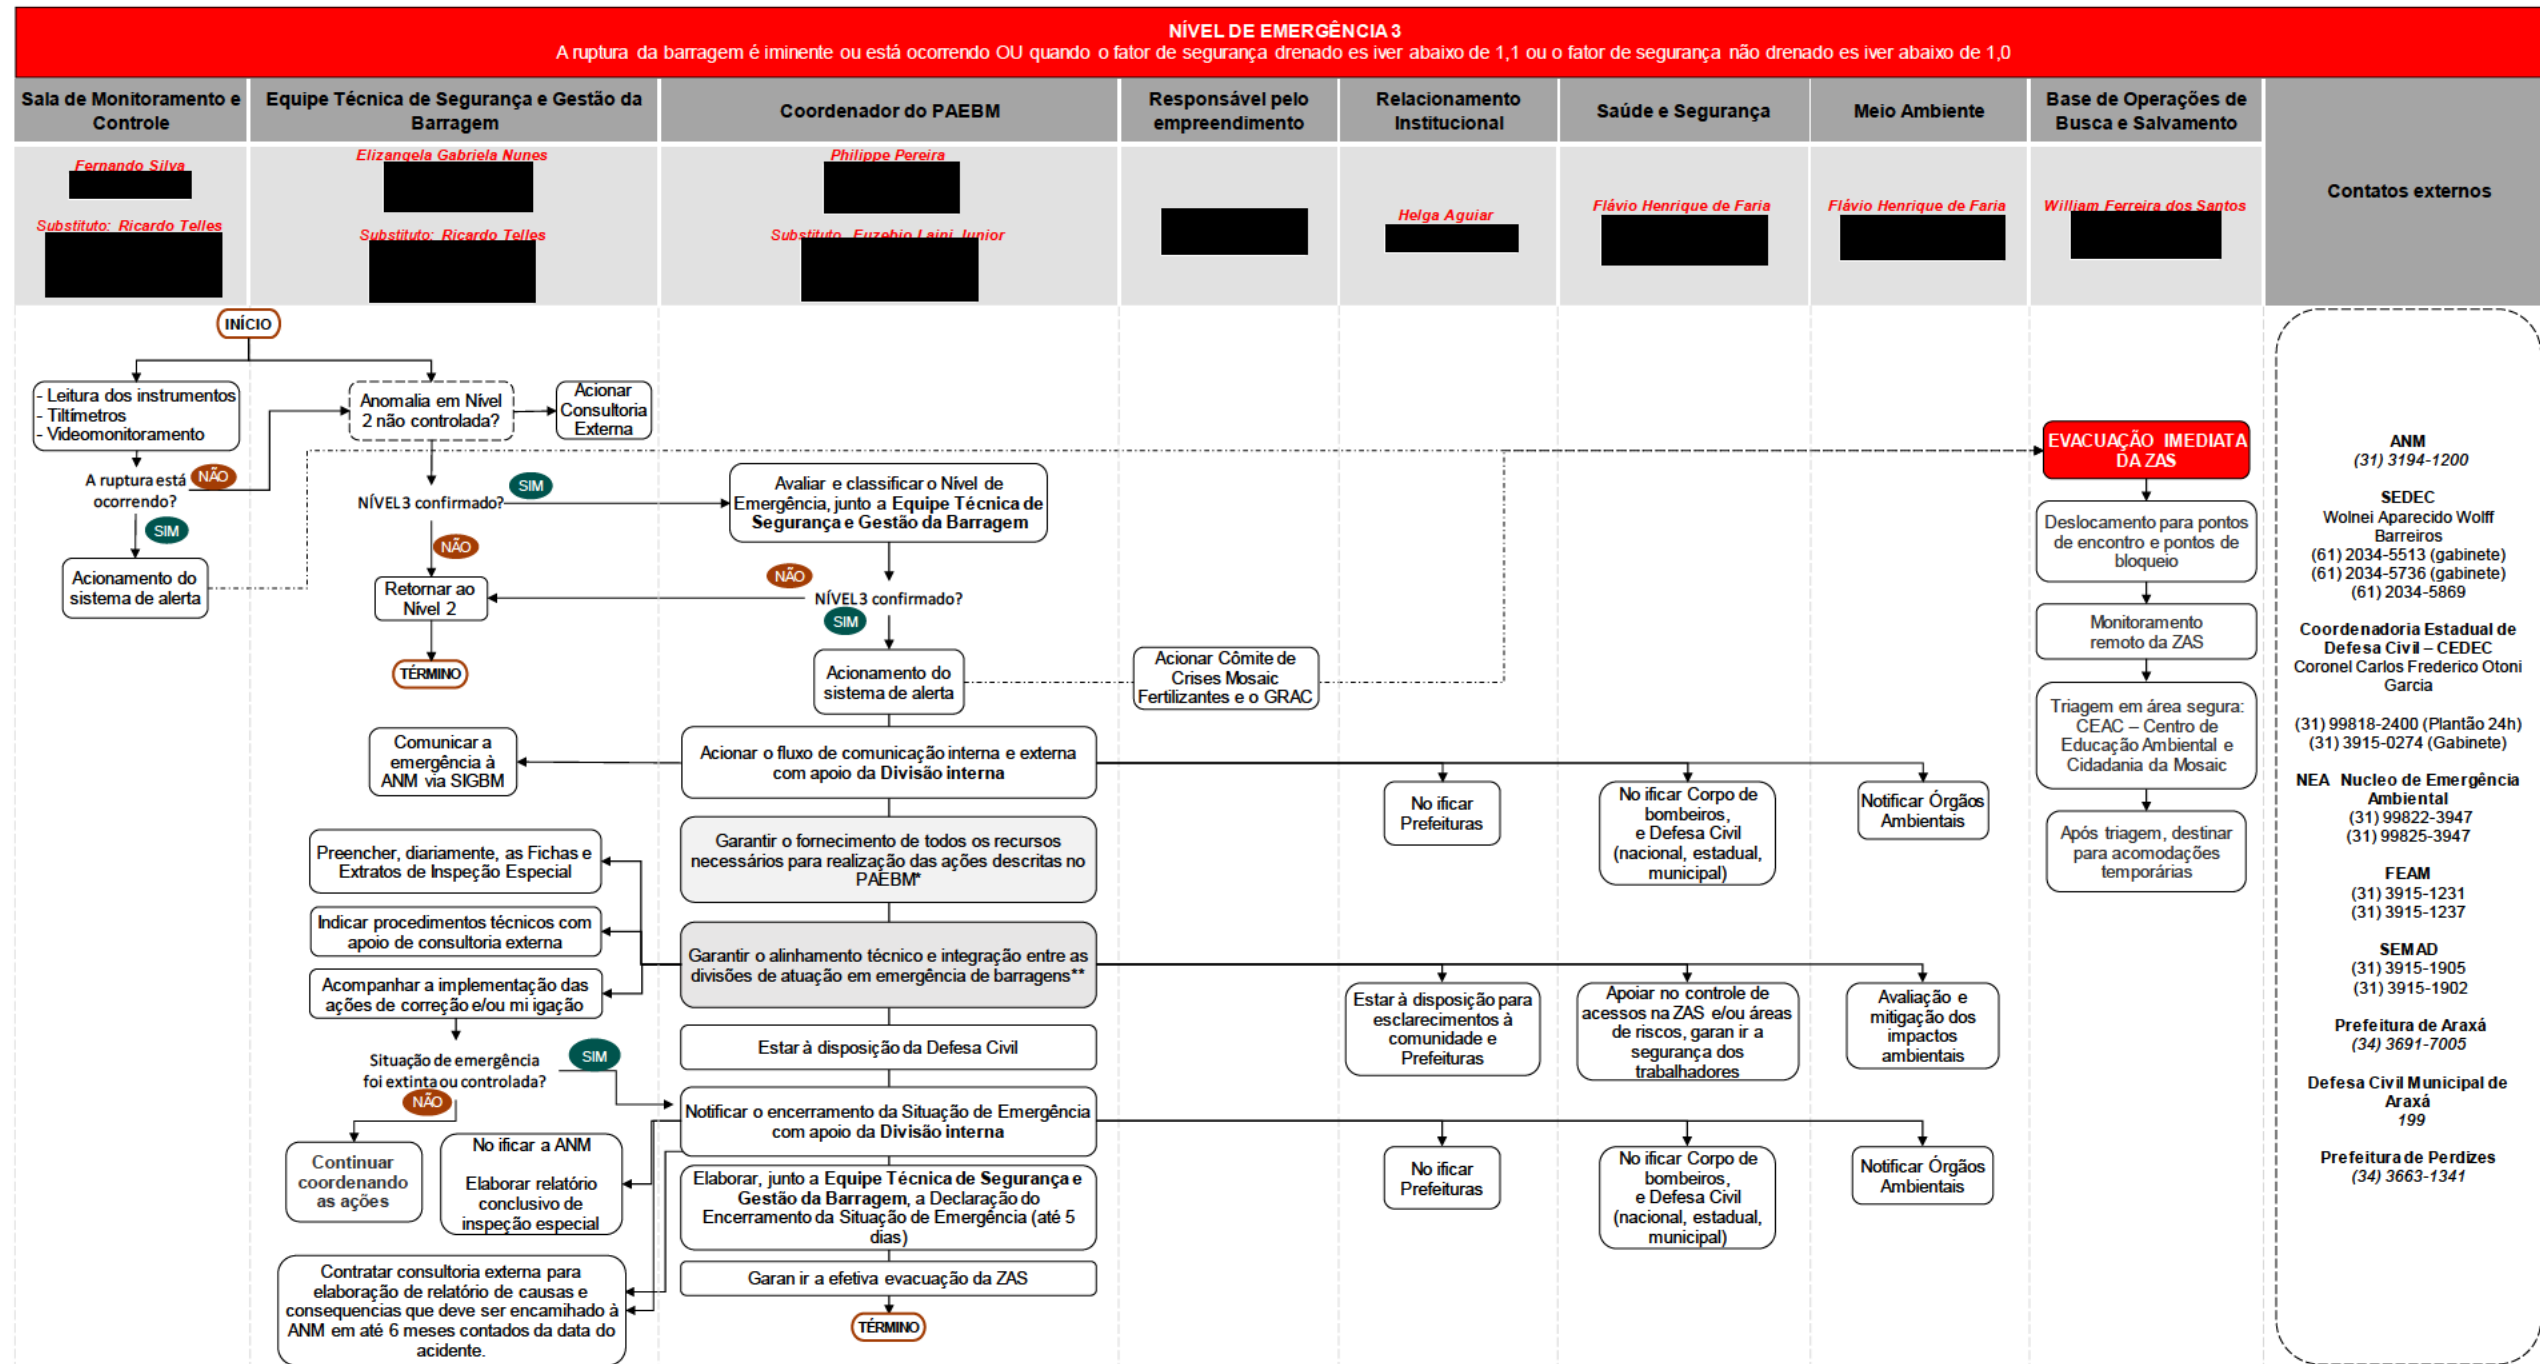 NÍVEL DE EMERGÊNCIA 3
A ruptura da barragem é iminente ou está ocorrendo OU quando o fator de segurança drenado es iver abaixo de 1,1 ou o fator de segurança não drenado es iver abaixo de 1,0
Sala de Monitoramento e
Controle
Equipe Técnica de Segurança e Gestão da
Barragem
Coordenador do PAEBM
Responsável pelo
empreendimento
Relacionamento
Institucional
Saúde e Segurança
Meio Ambiente
Base de Operações de
Busca e Salvamento
Contatos externos
Fernando Silva
Substituto: Ricardo Telles
Elizangela Gabriela Nunes
Substituto: Ricardo Telles
Philippe Pereira
Substituto Euzebio Laini Junior
Helga Aguiar
Flávio Henrique de Faria
Flávio Henrique de Faria
William Ferreira dos Santos
INÍCIO
- Leitura dos instrumentos
- Tiltímetros
- Videomonitoramento
A ruptura está
ocorrendo?
NÃO
SIM
Acionamento do
sistema de alerta
Anomalia em Nível
2 não controlada?
Acionar
Consultoria
Externa
NÍVEL3 confirmado?
SIM
NÃO
Retornar ao
Nível 2
TÉRMINO
Avaliar e classificar o Nível de
Emergência, junto a Equipe Técnica de
Segurança e Gestão da Barragem
NÃO
NÍVEL3 confirmado?
SIM
Acionamento do
sistema de alerta
Acionar Cômite de
Crises Mosaic
Fertilizantes e o GRAC
Comunicar a
emergência à
ANM via SIGBM
Acionar o fluxo de comunicação interna e externa
com apoio da Divisão interna
No ificar
Prefeituras
No ificar Corpo de
bombeiros,
e Defesa Civil
(nacional, estadual,
municipal)
Notificar Órgãos
Ambientais
Garantir o fornecimento de todos os recursos
necessários para realização das ações descritas no
PAEBM*
Preencher, diariamente, as Fichas e
Extratos de Inspeção Especial
Indicar procedimentos técnicos com
apoio de consultoria externa
Acompanhar a implementação das
ações de correção e/ou mi igação
Garantir o alinhamento técnico e integração entre as
divisões de atuação em emergência de barragens**
Estar à disposição para
esclarecimentos à
comunidade e
Prefeituras
Apoiar no controle de
acessos na ZAS e/ou áreas
de riscos, garan ir a
segurança dos
trabalhadores
Avaliação e
mitigação dos
impactos
ambientais
Estar à disposição da Defesa Civil
Situação de emergência
foi extinta ou controlada?
SIM
NÃO
Continuar
coordenando
as ações
No ificar a ANM
Elaborar relatório
conclusivo de
inspeção especial
Notificar o encerramento da Situação de Emergência
com apoio da Divisão interna
No ificar
Prefeituras
No ificar Corpo de
bombeiros,
e Defesa Civil
(nacional, estadual,
municipal)
Notificar Órgãos
Ambientais
Elaborar, junto a Equipe Técnica de Segurança e
Gestão da Barragem, a Declaração do
Encerramento da Situação de Emergência (até 5
dias)
Contratar consultoria externa para
elaboração de relatório de causas e
consequencias que deve ser encamihado à
ANM em até 6 meses contados da data do
acidente.
Garan ir a efetiva evacuação da ZAS
TÉRMINO
EVACUAÇÃO IMEDIATA
DA ZAS
Deslocamento para pontos
de encontro e pontos de
bloqueio
Monitoramento
remoto da ZAS
Triagem em área segura:
CEAC – Centro de
Educação Ambiental e
Cidadania da Mosaic
Após triagem, destinar
para acomodações
temporárias
ANM
(31) 3194-1200
SEDEC
Wolnei Aparecido Wolff
Barreiros
(61) 2034-5513 (gabinete)
(61) 2034-5736 (gabinete)
(61) 2034-5869
Coordenadoria Estadual de
Defesa Civil – CEDEC
Coronel Carlos Frederico Otoni
Garcia
(31) 99818-2400 (Plantão 24h)
(31) 3915-0274 (Gabinete)
NEA Nucleo de Emergência
Ambiental
(31) 99822-3947
(31) 99825-3947
FEAM
(31) 3915-1231
(31) 3915-1237
SEMAD
(31) 3915-1905
(31) 3915-1902
Prefeitura de Araxá
(34) 3691-7005
Defesa Civil Municipal de
Araxá
199
Prefeitura de Perdizes
(34) 3663-1341